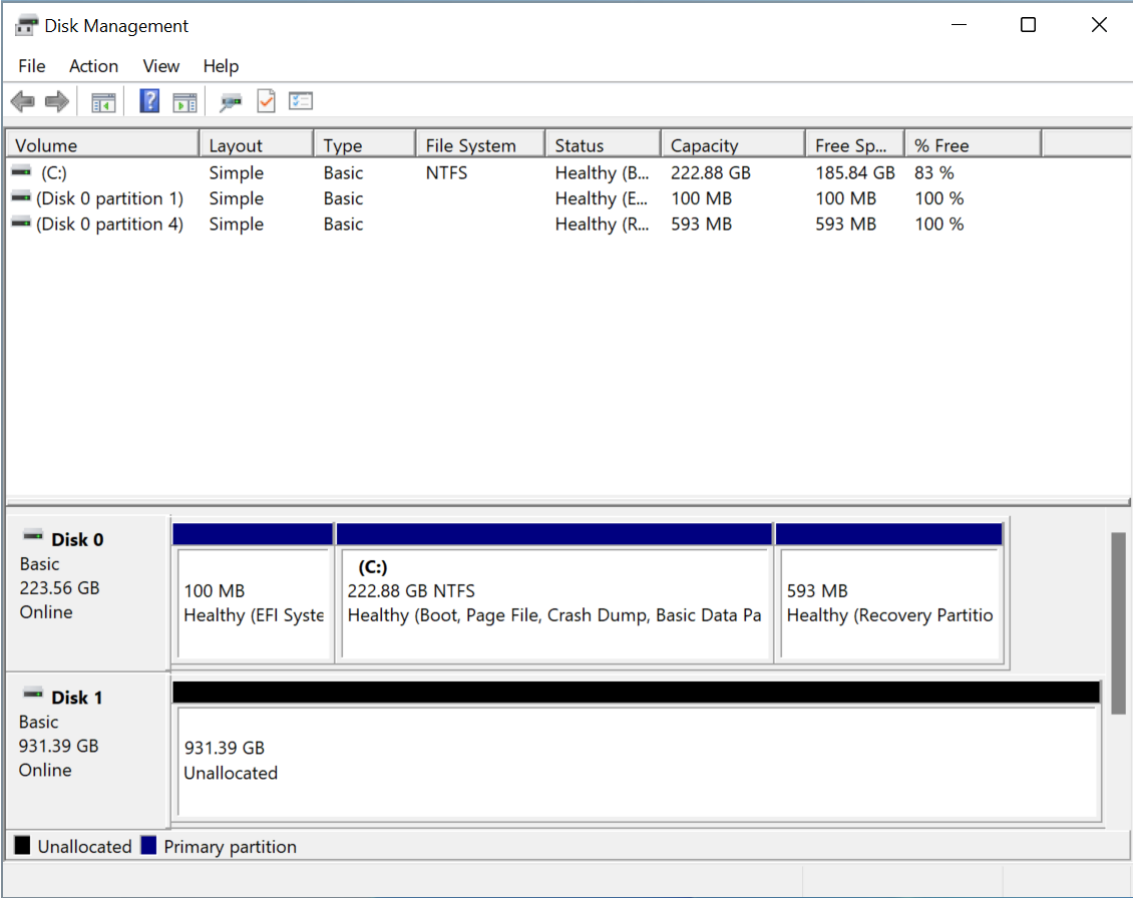 Disk Management
File Action View Help
Volume Layout Type File System Status Capacity Free Sp... % Free
(C:) Simple Basic NTFS Healthy (B... 222.88 GB 185.84 GB 83 %
(Disk 0 partition 1) Simple Basic Healthy (E... 100 MB 100 MB 100 %
(Disk 0 partition 4) Simple Basic Healthy (R... 593 MB 593 MB 100 %
Disk 0
Basic
223.56 GB
Online
100 MB
Healthy (EFI Syste
(C:)
222.88 GB NTFS
Healthy (Boot, Page File, Crash Dump, Basic Data Pa
593 MB
Healthy (Recovery Partitio
Disk 1
Basic
931.39 GB
Online
931.39 GB
Unallocated
Unallocated Primary partition